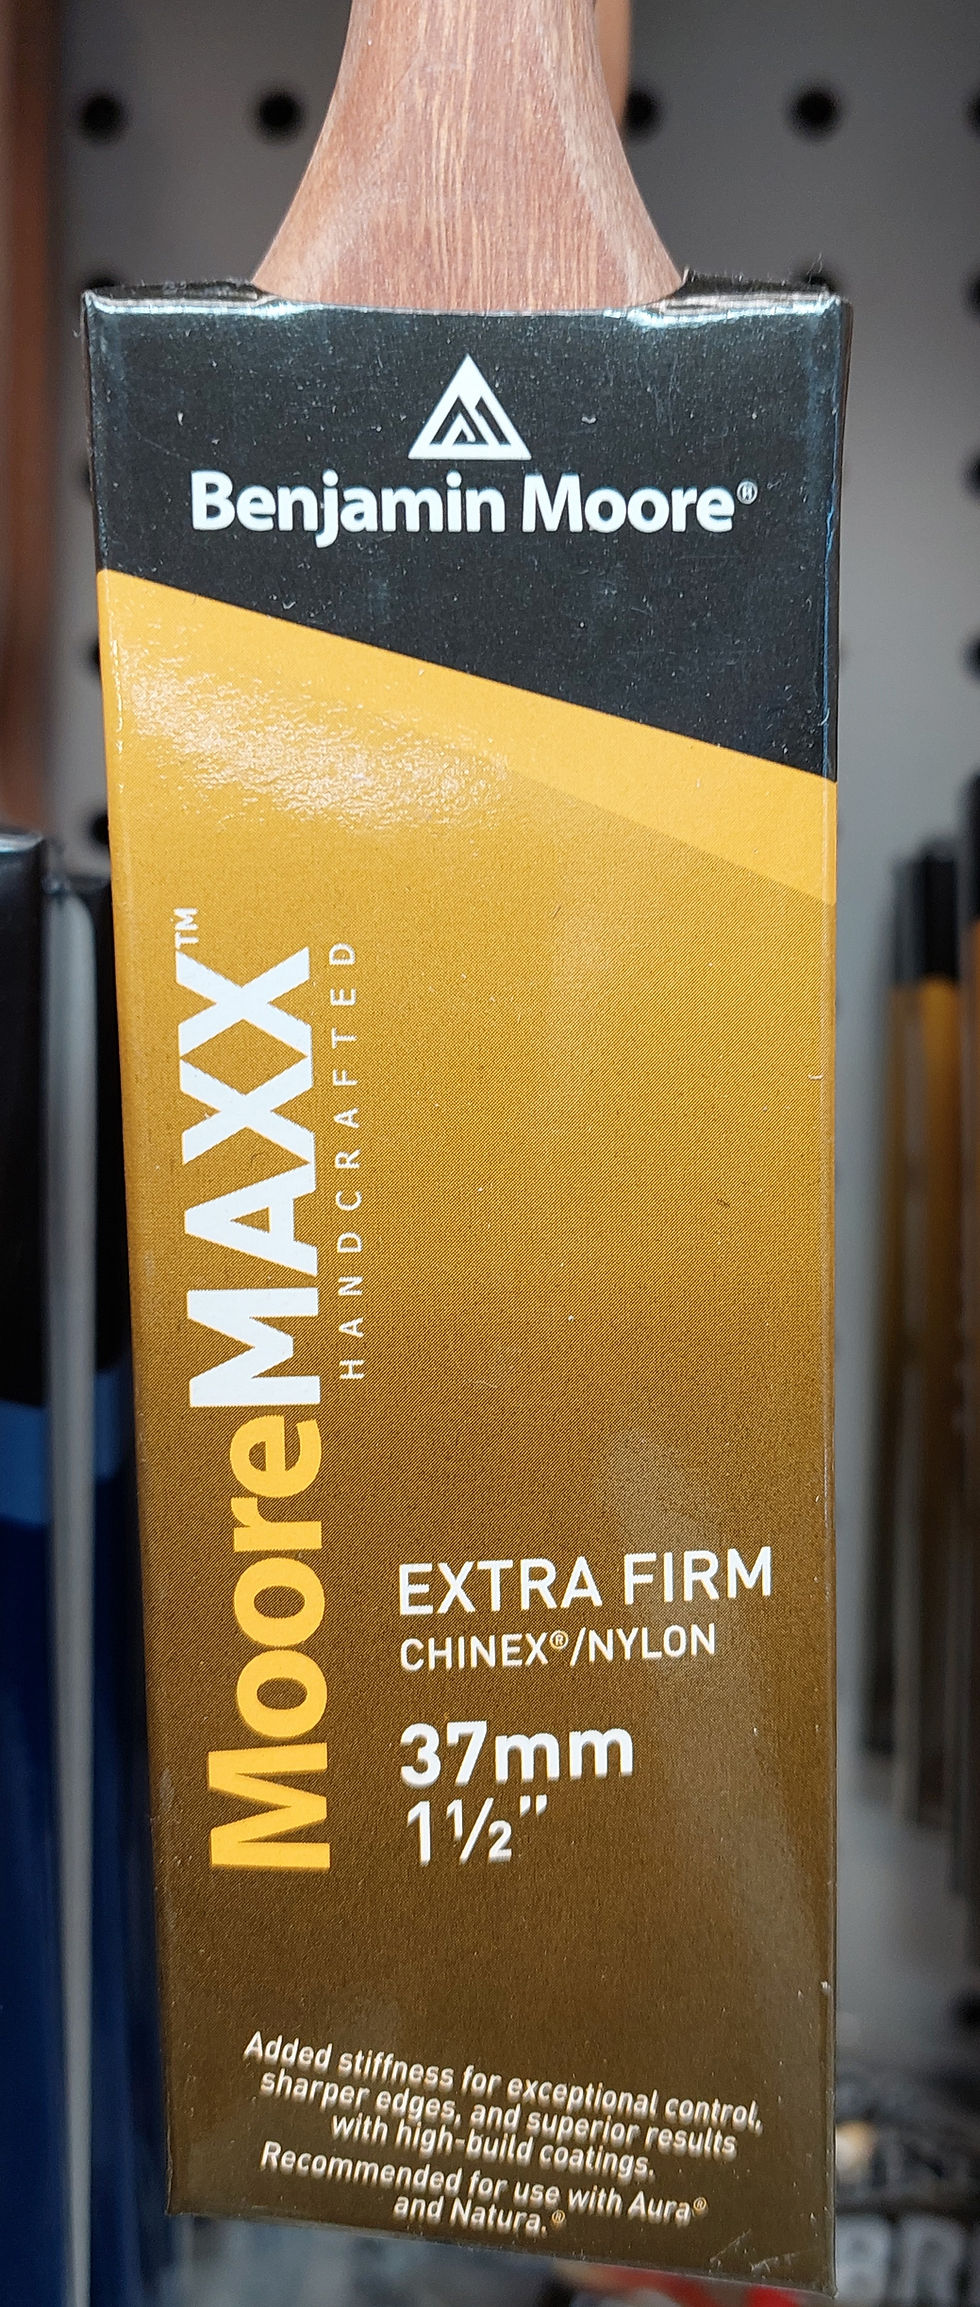 Benjamin Moore®
MooreMAXX™
HANDCRAFTED
EXTRA FIRM
CHINEX®/NYLON
37mm
1½"
Added stiffness for exceptional control,
sharper edges, and superior results
with high-build coatings.
Recommended for use with Aura®
and Natura.®